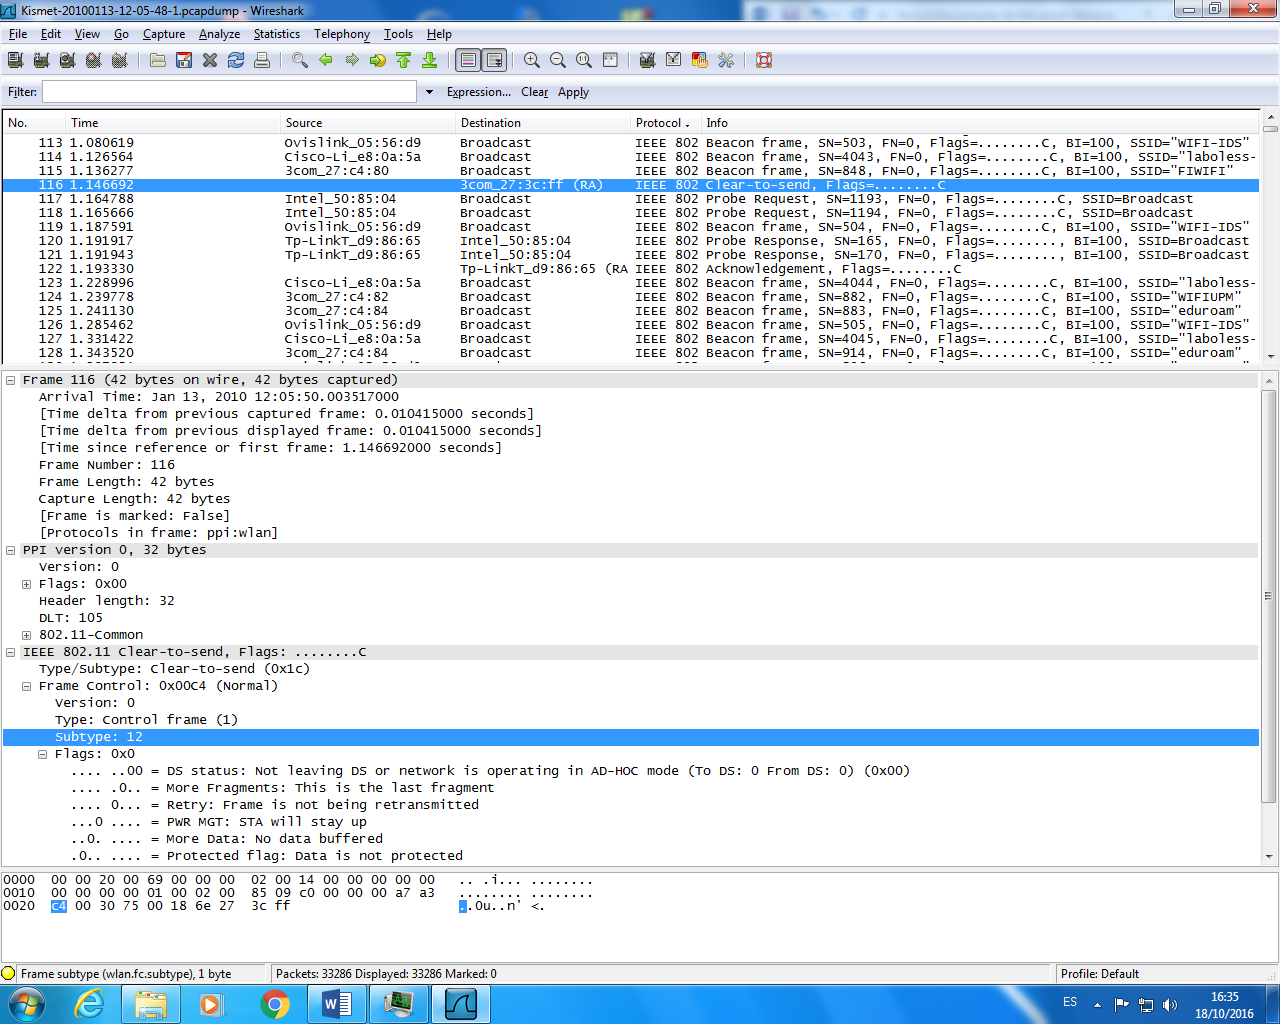 Kismet-20100113-12-05-48-1.pcapdump - Wireshark
File Edit View Go Capture Analyze Statistics Telephony Tools Help
Filter: Expression... Clear Apply
No. Time Source Destination Protocol Info
113 1.080619 Ovislink_05:56:d9 Broadcast IEEE 802 Beacon frame, SN=503, FN=0, Flags=........C, BI=100, SSID="WIFI-IDS"
114 1.126564 Cisco-Li_e8:0a:5a Broadcast IEEE 802 Beacon frame, SN=4043, FN=0, Flags=........C, BI=100, SSID="laboless-
115 1.136277 3com_27:c4:80 Broadcast IEEE 802 Beacon frame, SN=848, FN=0, Flags=........C, BI=100, SSID="FIWIFI"
116 1.146692 3com_27:3c:ff (RA) IEEE 802 Clear-to-send, Flags=........C
117 1.164788 Intel_50:85:04 Broadcast IEEE 802 Probe Request, SN=1193, FN=0, Flags=........C, SSID=Broadcast
118 1.165666 Intel_50:85:04 Broadcast IEEE 802 Probe Request, SN=1194, FN=0, Flags=........C, SSID=Broadcast
119 1.187591 Ovislink_05:56:d9 Broadcast IEEE 802 Beacon frame, SN=504, FN=0, Flags=........C, BI=100, SSID="WIFI-IDS"
120 1.191917 Tp-LinkT_d9:86:65 Intel_50:85:04 IEEE 802 Probe Response, SN=165, FN=0, Flags=........, BI=100, SSID=Broadcast
121 1.191943 Tp-LinkT_d9:86:65 Intel_50:85:04 IEEE 802 Probe Response, SN=170, FN=0, Flags=........, BI=100, SSID=Broadcast
122 1.193330 Tp-LinkT_d9:86:65 (RA IEEE 802 Acknowledgement, Flags=........C
123 1.228996 Cisco-Li_e8:0a:5a Broadcast IEEE 802 Beacon frame, SN=4044, FN=0, Flags=........C, BI=100, SSID="laboless-
124 1.239778 3com_27:c4:82 Broadcast IEEE 802 Beacon frame, SN=882, FN=0, Flags=........C, BI=100, SSID="WIFIUPM"
125 1.241130 3com_27:c4:84 Broadcast IEEE 802 Beacon frame, SN=883, FN=0, Flags=........C, BI=100, SSID="eduroam"
126 1.285462 Ovislink_05:56:d9 Broadcast IEEE 802 Beacon frame, SN=505, FN=0, Flags=........C, BI=100, SSID="WIFI-IDS"
127 1.331422 Cisco-Li_e8:0a:5a Broadcast IEEE 802 Beacon frame, SN=4045, FN=0, Flags=........C, BI=100, SSID="laboless-
128 1.343520 3com_27:c4:84 Broadcast IEEE 802 Beacon frame, SN=914, FN=0, Flags=........C, BI=100, SSID="eduroam"
Frame 116 (42 bytes on wire, 42 bytes captured)
Arrival Time: Jan 13, 2010 12:05:50.003517000
[Time delta from previous captured frame: 0.010415000 seconds]
[Time delta from previous displayed frame: 0.010415000 seconds]
[Time since reference or first frame: 1.146692000 seconds]
Frame Number: 116
Frame Length: 42 bytes
Capture Length: 42 bytes
[Frame is marked: False]
[Protocols in frame: ppi:wlan]
PPI version 0, 32 bytes
Version: 0
Flags: 0x00
Header length: 32
DLT: 105
802.11-Common
IEEE 802.11 Clear-to-send, Flags: ........C
Type/Subtype: Clear-to-send (0x1c)
Frame Control: 0x00C4 (Normal)
Version: 0
Type: Control frame (1)
Subtype: 12
Flags: 0x0
.... ..00 = DS status: Not leaving DS or network is operating in AD-HOC mode (To DS: 0 From DS: 0) (0x00)
.... .0.. = More Fragments: This is the last fragment
.... 0... = Retry: Frame is not being retransmitted
...0 .... = PWR MGT: STA will stay up
..0. .... = More Data: No data buffered
.0.. .... = Protected flag: Data is not protected
0000 00 00 20 00 69 00 00 00 02 00 14 00 00 00 00 00 .. .i... ........
0010 00 00 00 00 01 00 02 00 85 09 c0 00 00 00 a7 a3 ........ ........
0020 c4 00 30 75 00 18 6e 27 3c ff ..0u..n' <.
Frame subtype (wlan.fc.subtype), 1 byte Packets: 33286 Displayed: 33286 Marked: 0 Profile: Default
ES 16:35
18/10/2016